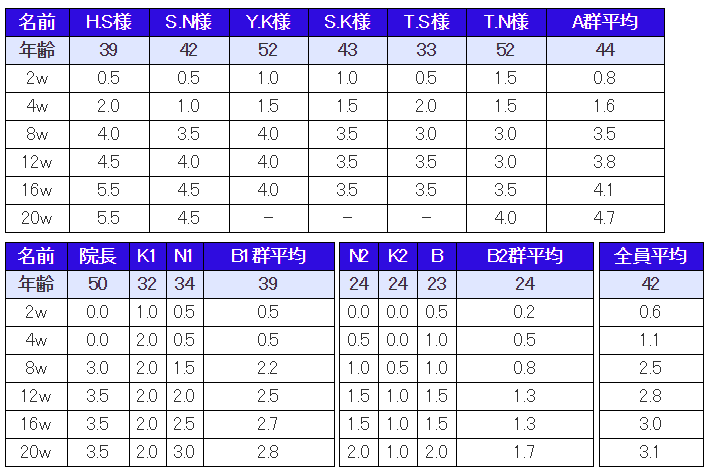 名前 H.S様 S.N様 Y.K様 S.K様 T.S様 T.N様 A群平均
年齢 39 42 52 43 33 52 44
2w 0.5 0.5 1.0 1.0 0.5 1.5 0.8
4w 2.0 1.0 1.5 1.5 2.0 1.5 1.6
8w 4.0 3.5 4.0 3.5 3.0 3.0 3.5
12w 4.5 4.0 4.0 3.5 3.5 3.0 3.8
16w 5.5 4.5 4.0 3.5 3.5 3.5 4.1
20w 5.5 4.5 − − − 4.0 4.7
名前 院長 K1 N1 B1群平均 N2 K2 B B2群平均 全員平均
年齢 50 32 34 39 24 24 23 24 42
2w 0.0 1.0 0.5 0.5 0.0 0.0 0.5 0.2 0.6
4w 0.0 2.0 0.5 0.5 0.5 0.0 1.0 0.5 1.1
8w 3.0 2.0 1.5 2.2 1.0 0.5 1.0 0.8 2.5
12w 3.5 2.0 2.0 2.5 1.5 1.0 1.5 1.3 2.8
16w 3.5 2.0 2.5 2.7 1.5 1.0 1.5 1.3 3.0
20w 3.5 2.0 3.0 2.8 2.0 1.0 2.0 1.7 3.1